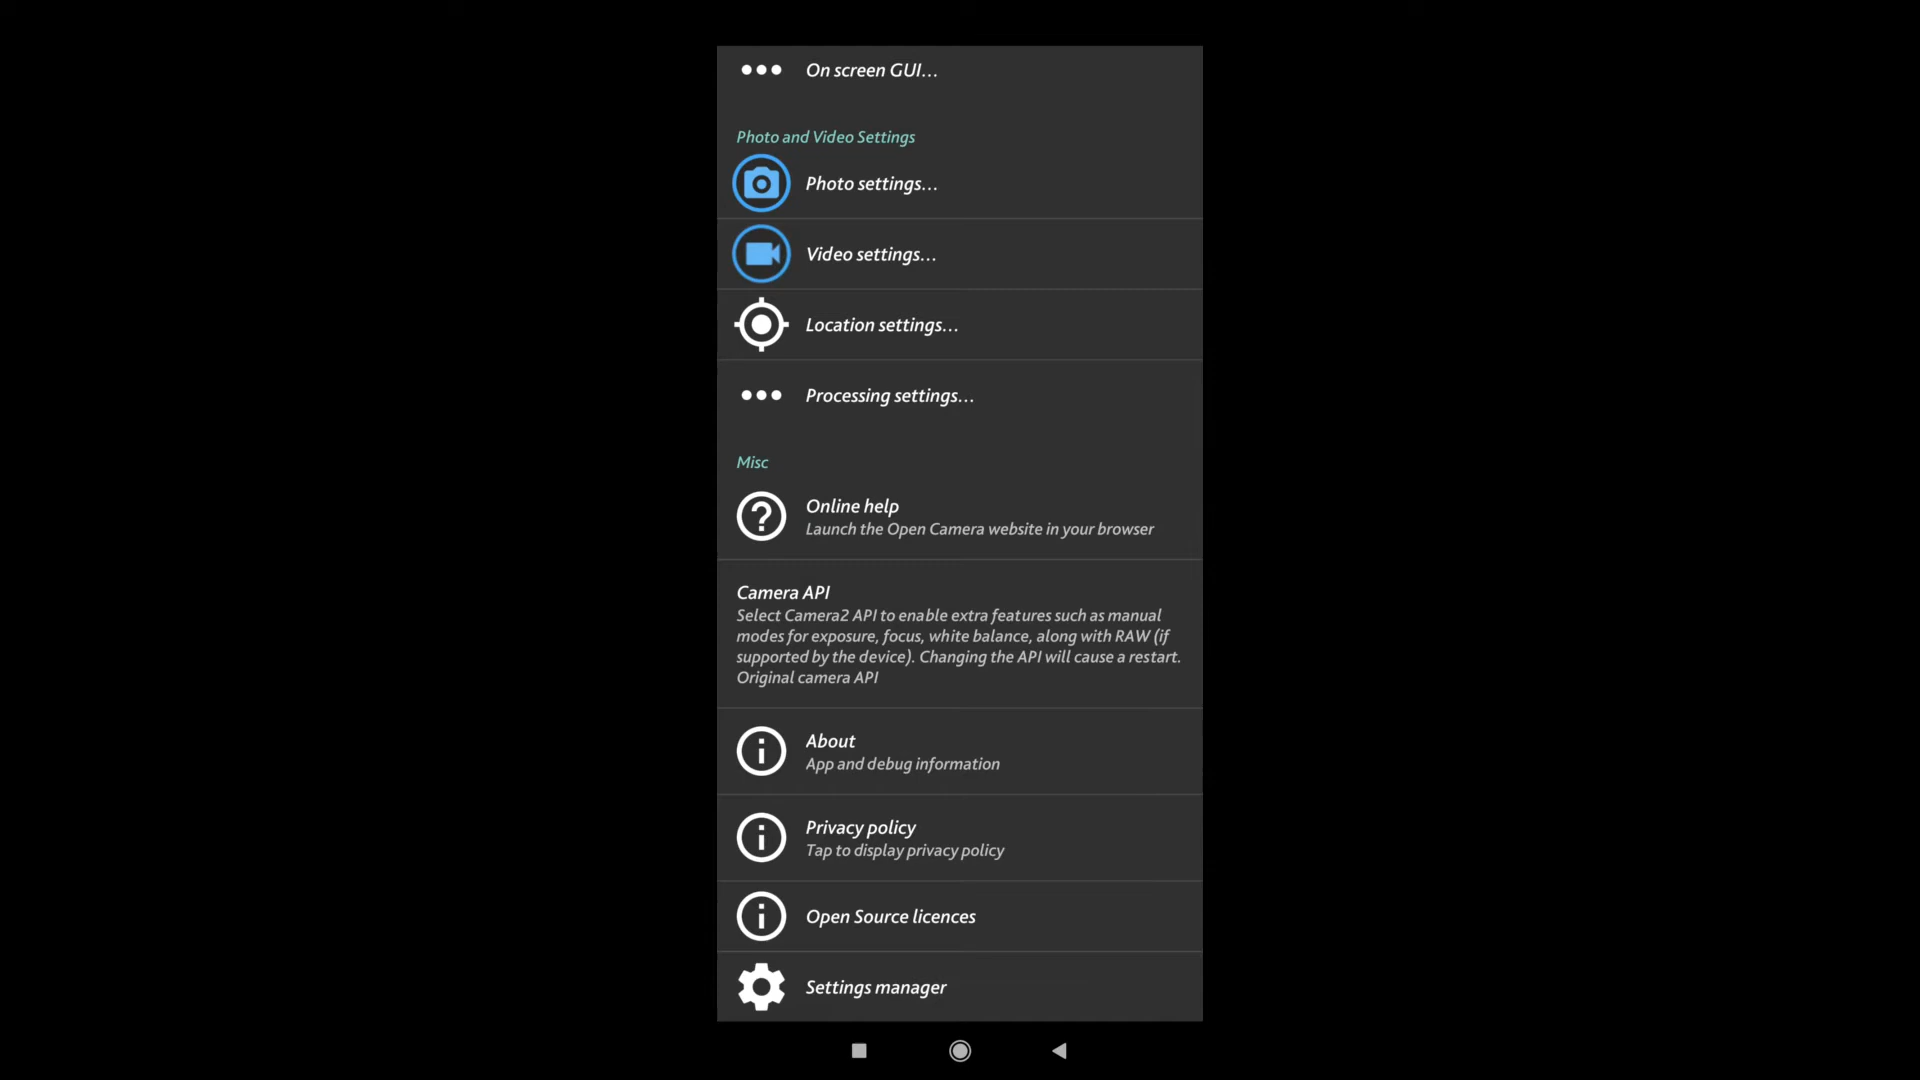 On screen GUI...
Photo and Video Settings
Photo settings...
Video settings...
Location settings...
Processing settings...
Misc
Online help
Launch the Open Camera website in your browser
Camera API
Select Camera2 API to enable extra features such as manual
modes for exposure, focus, white balance, along with RAW (if
supported by the device). Changing the API will cause a restart.
Original camera API
About
App and debug information
Privacy policy
Tap to display privacy policy
Open Source licences
Settings manager